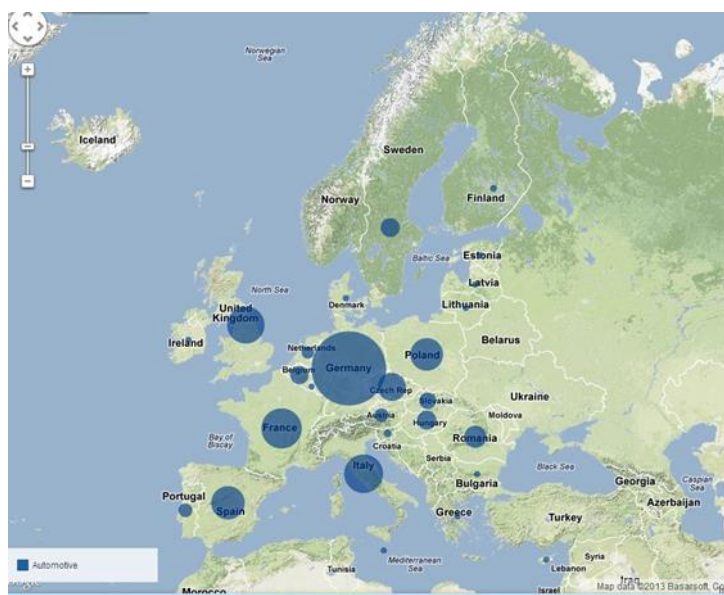 Norwegian
Sea
Iceland
Sweden
Norway
Finland
Estonia
Baltic Sea
Latvia
North Sea
Denmark
Lithuania
United
Kingdom
Ireland
Netherlands
Belarus
Poland
Germany
Belgium
Czech Rep
Ukraine
Slovakia
Austria
Moldova
Hungary
France
Bay of
Biscay
Croatia
Romania
Serbia
Italy
Black Sea
Caspian
Sea
Bulgaria
Georgia
Portugal
Azerbaijan
Spain
Greece
Turkey
Automotive
Mediterranean
Sea
Syria
Lebanon
Tunisia
Iraq
Israel
Morocco
Map data ©2013 Basarsoft, Go